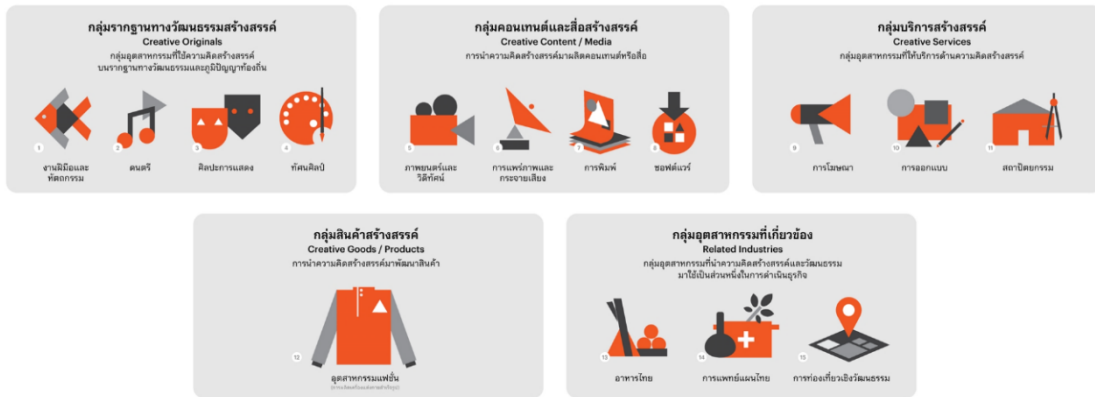 กลุ่มรากฐานทางวัฒนธรรมสร้างสรรค์
Creative Originals
กลุ่มอุตสาหกรรมที่ใช้ความคิดสร้างสรรค์
บนรากฐานทางวัฒนธรรมและภูมิปัญญาท้องถิ่น
1
งานฝีมือและ
หัตถกรรม
2
ดนตรี
3
ศิลปะการแสดง
4
ทัศนศิลป์
กลุ่มคอนเทนต์และสื่อสร้างสรรค์
Creative Content / Media
การนำความคิดสร้างสรรค์มาผลิตคอนเทนต์หรือสื่อ
5
ภาพยนตร์และ
วิดีทัศน์
6
การแพร่ภาพและ
กระจายเสียง
7
การพิมพ์
8
ซอฟต์แวร์
กลุ่มบริการสร้างสรรค์
Creative Services
กลุ่มอุตสาหกรรมที่ให้บริการด้านความคิดสร้างสรรค์
9
การโฆษณา
10
การออกแบบ
11
สถาปัตยกรรม
กลุ่มสินค้าสร้างสรรค์
Creative Goods / Products
การนำความคิดสร้างสรรค์มาพัฒนาสินค้า
12
อุตสาหกรรมแฟชั่น
กลุ่มอุตสาหกรรมที่เกี่ยวข้อง
Related Industries
กลุ่มอุตสาหกรรมที่นำความคิดสร้างสรรค์และวัฒนธรรม
มาใช้เป็นส่วนหนึ่งในการดำเนินธุรกิจ
13
อาหารไทย
14
การแพทย์แผนไทย
15
การท่องเที่ยวเชิงวัฒนธรรม